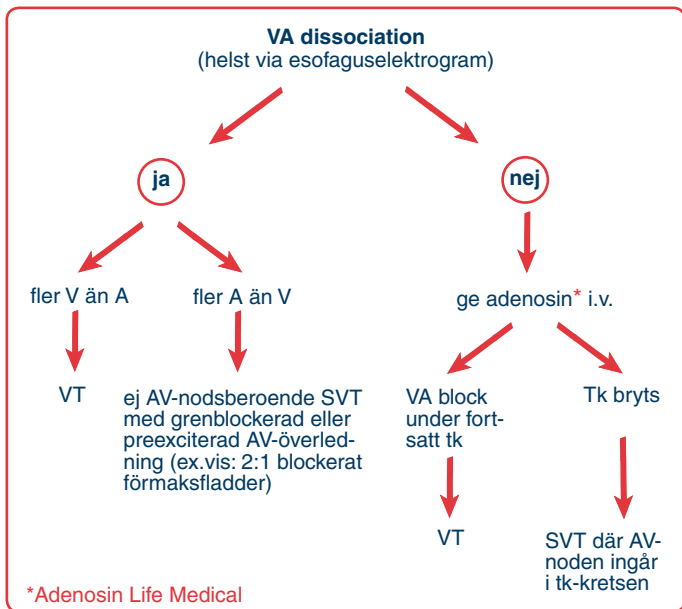 VA dissociation
(helst via esofaguselektrogram)
ja
nej
fler V än A
fler A än V
ge adenosin* i.v.
VT
ej AV-nodsberoende SVT
med grenblockerad eller
preexciterad AV-överled-
ning (ex.vis: 2:1 blockerat
förmaksfladder)
VA block
under fort-
satt tk
Tk bryts
VT
SVT där AV-
noden ingår
i tk-kretsen
*Adenosin Life Medical